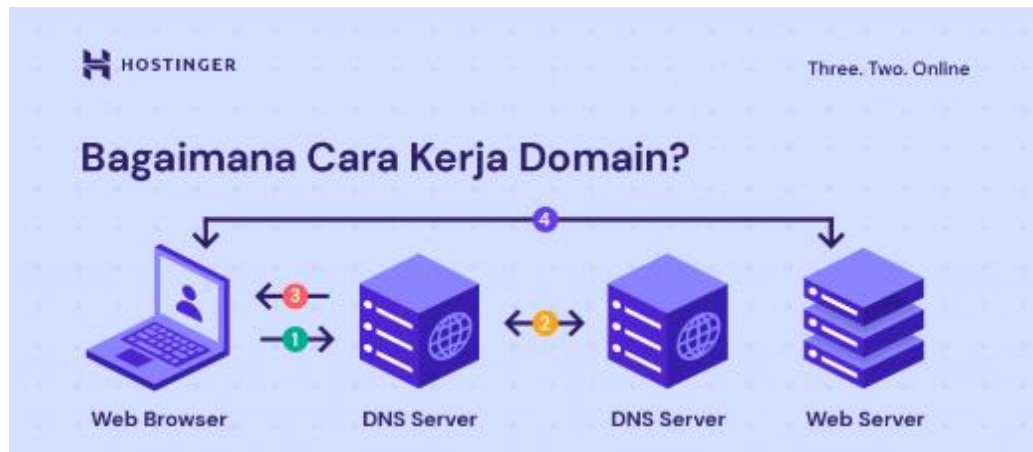 HOSTINGER
Three. Two. Online
Bagaimana Cara Kerja Domain?
4
3
1
2
Web Browser
DNS Server
DNS Server
Web Server